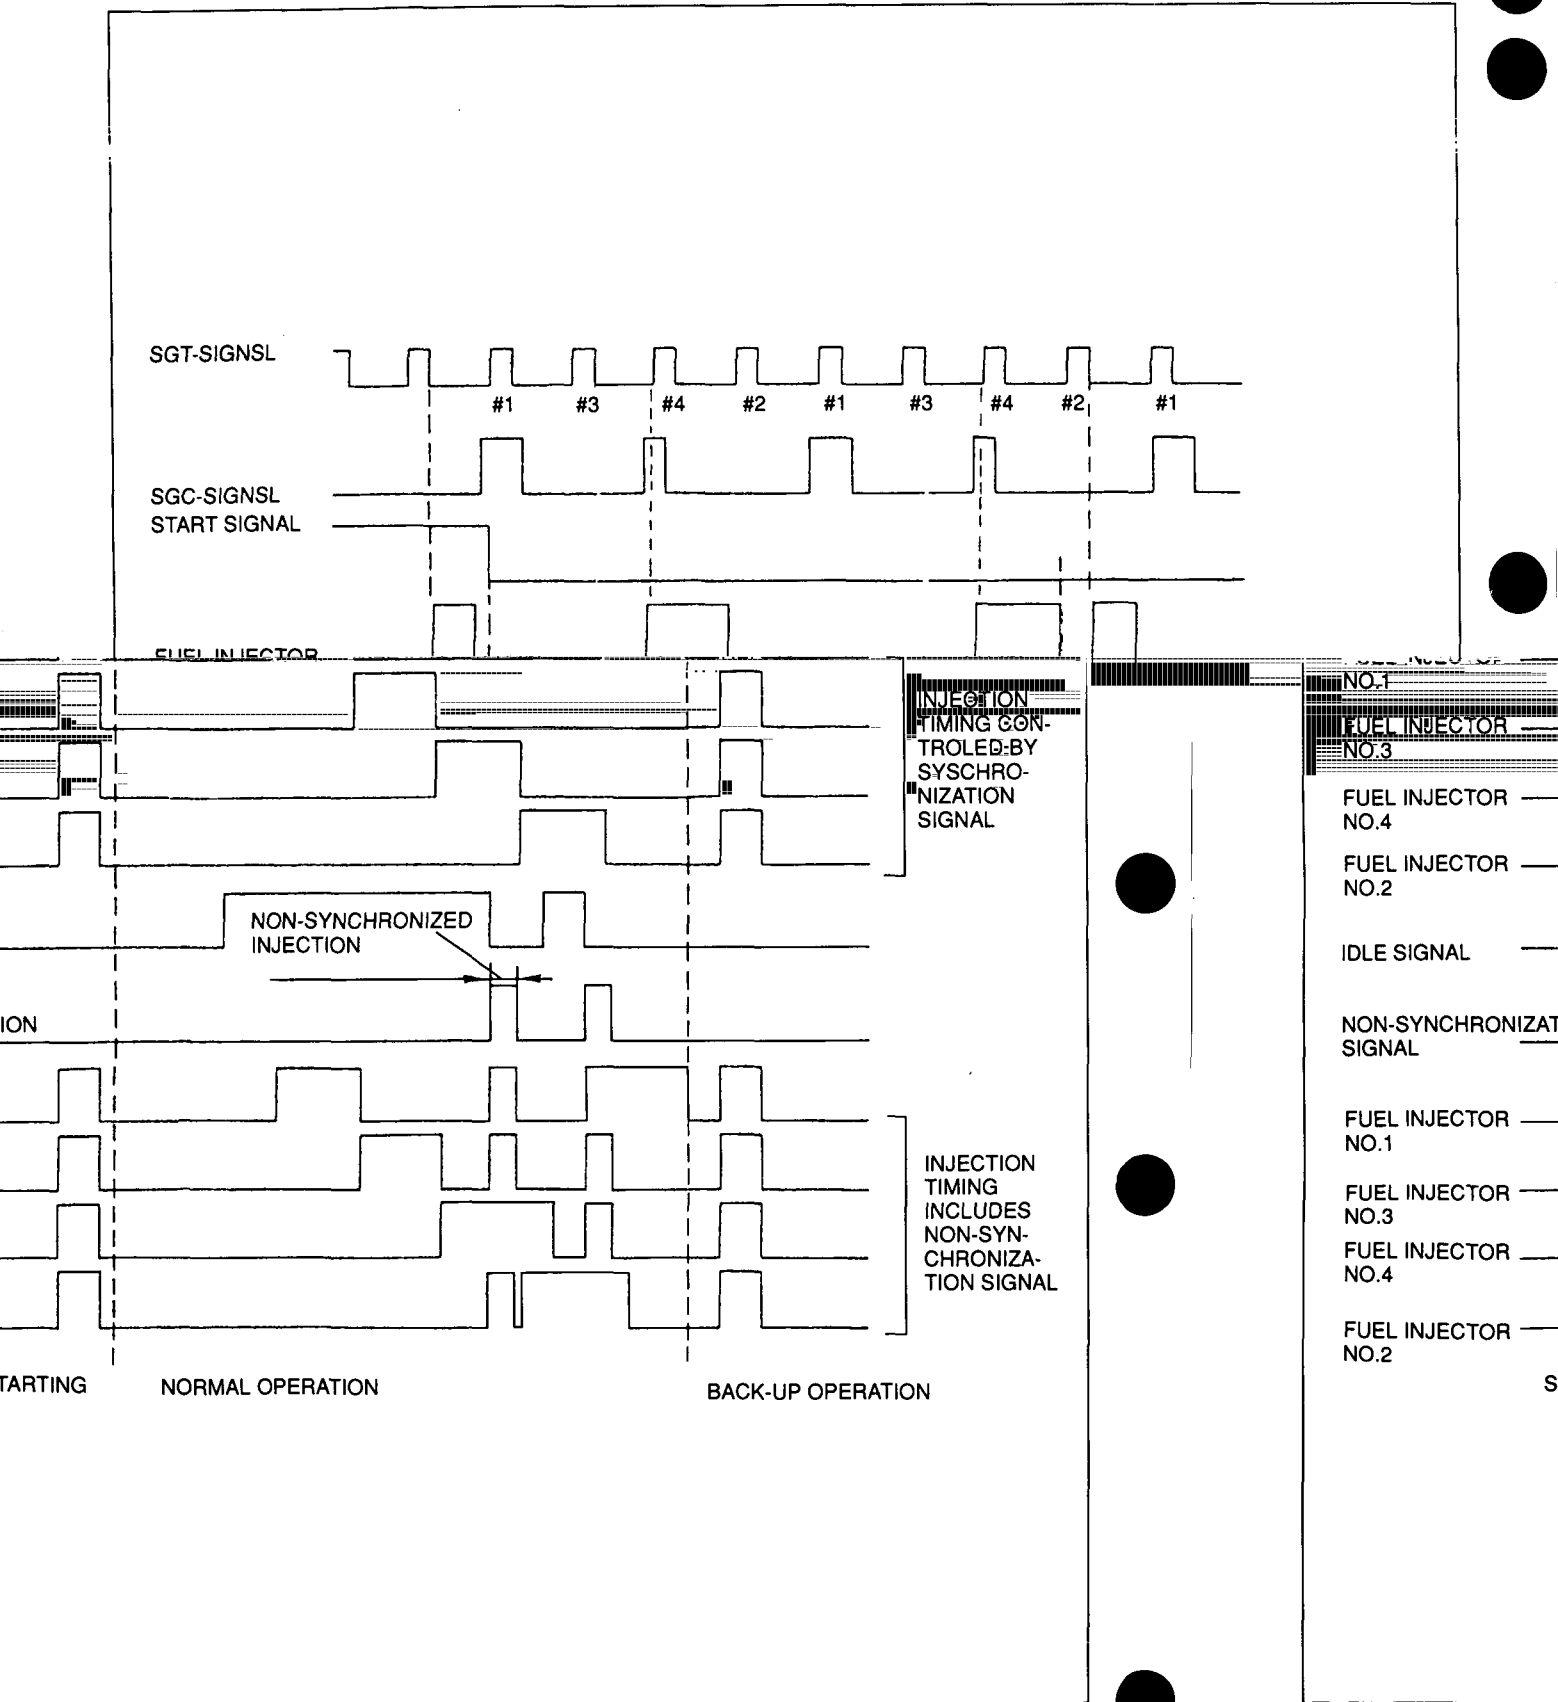 SGT-SIGNSL
#1 #3 #4 #2 #1 #3 #4 #2 #1
SGC-SIGNSL
START SIGNAL
FUEL INJECTOR
INJECTION
TIMING CON-
TROLED BY
SYSCHRO-
NIZATION
SIGNAL
NON-SYNCHRONIZED
INJECTION
ION
INJECTION
TIMING
INCLUDES
NON-SYN-
CHRONIZA-
TION SIGNAL
TARTING
NORMAL OPERATION
BACK-UP OPERATION
NO.1
FUEL INJECTOR
NO.3
FUEL INJECTOR
NO.4
FUEL INJECTOR
NO.2
IDLE SIGNAL
NON-SYNCHRONIZAT
SIGNAL
FUEL INJECTOR
NO.1
FUEL INJECTOR
NO.3
FUEL INJECTOR
NO.4
FUEL INJECTOR
NO.2
S